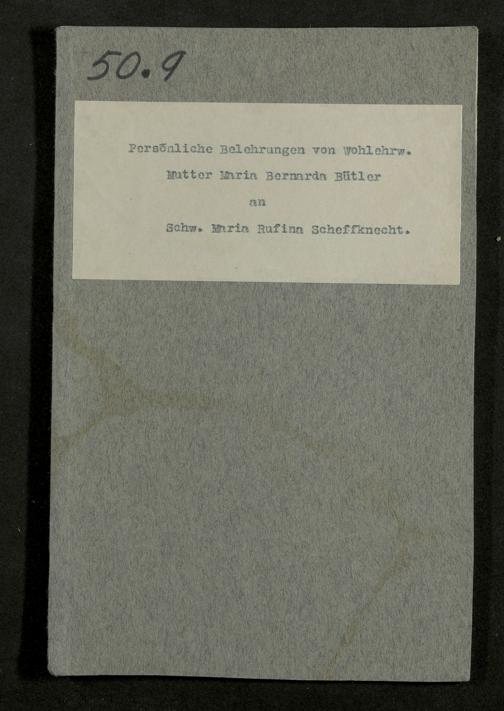 50.9
Persönliche Belehrungen von Wohlehrw.
Mutter Maria Bernarda Bütler
an
Schw. Maria Rufina Scheffknecht.